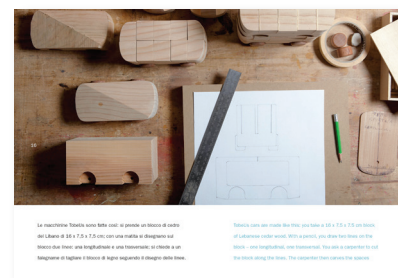 10
Le macchinine Tobeiis sono fatte così: si prende un blocco di cedro
del Libano di 16 x 7,5 x 7,5 cm; con una matita si disegnano sul
blocco due linee: una longitudinale e una trasversale; si chiede a un
falegname di tagliare il blocco di legno seguendo il disegno delle linee.
Tobeiis cars are made like this: you take a 16 x 7.5 x 7.5 cm block
of Lebanese cedar wood. With a pencil, you draw two lines on the
block – one longitudinal, one transversal. You ask a carpenter to cut
the block along the lines. The carpenter then carves the spaces